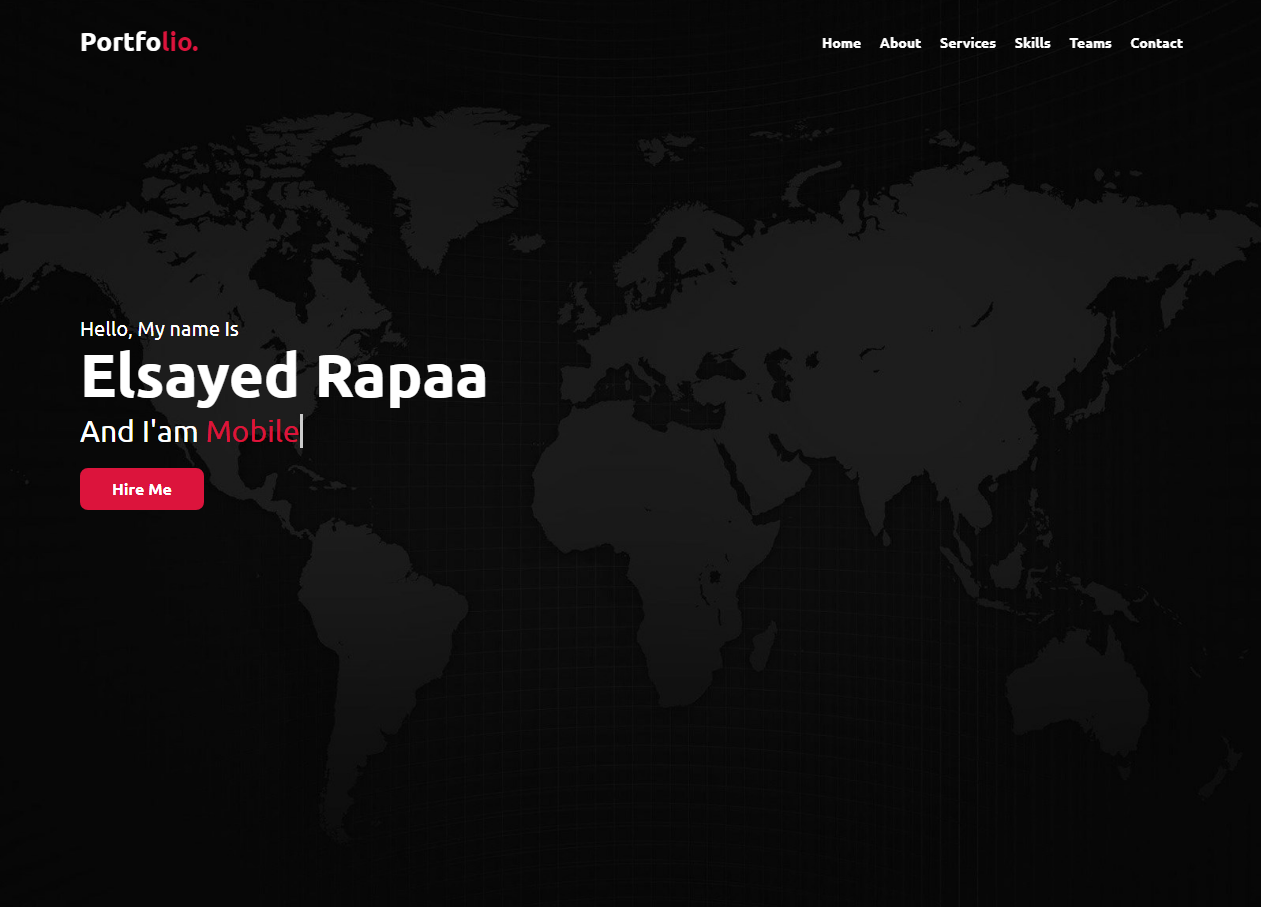 Portfolio.
Home About Services Skills Teams Contact
Hello, My name Is
Elsayed Rapaa
And I'am Mobile
Hire Me